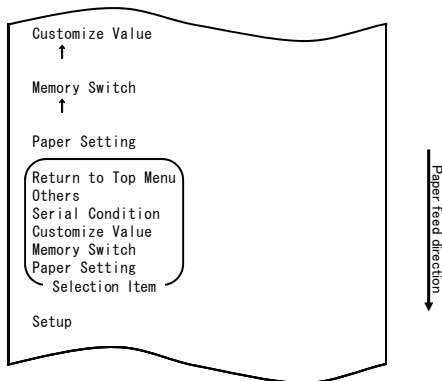 Customize Value
↑
Memory Switch
↑
Paper Setting
Return to Top Menu
Others
Serial Condition
Customize Value
Memory Switch
Paper Setting
Selection Item
Setup
Paper feed direction